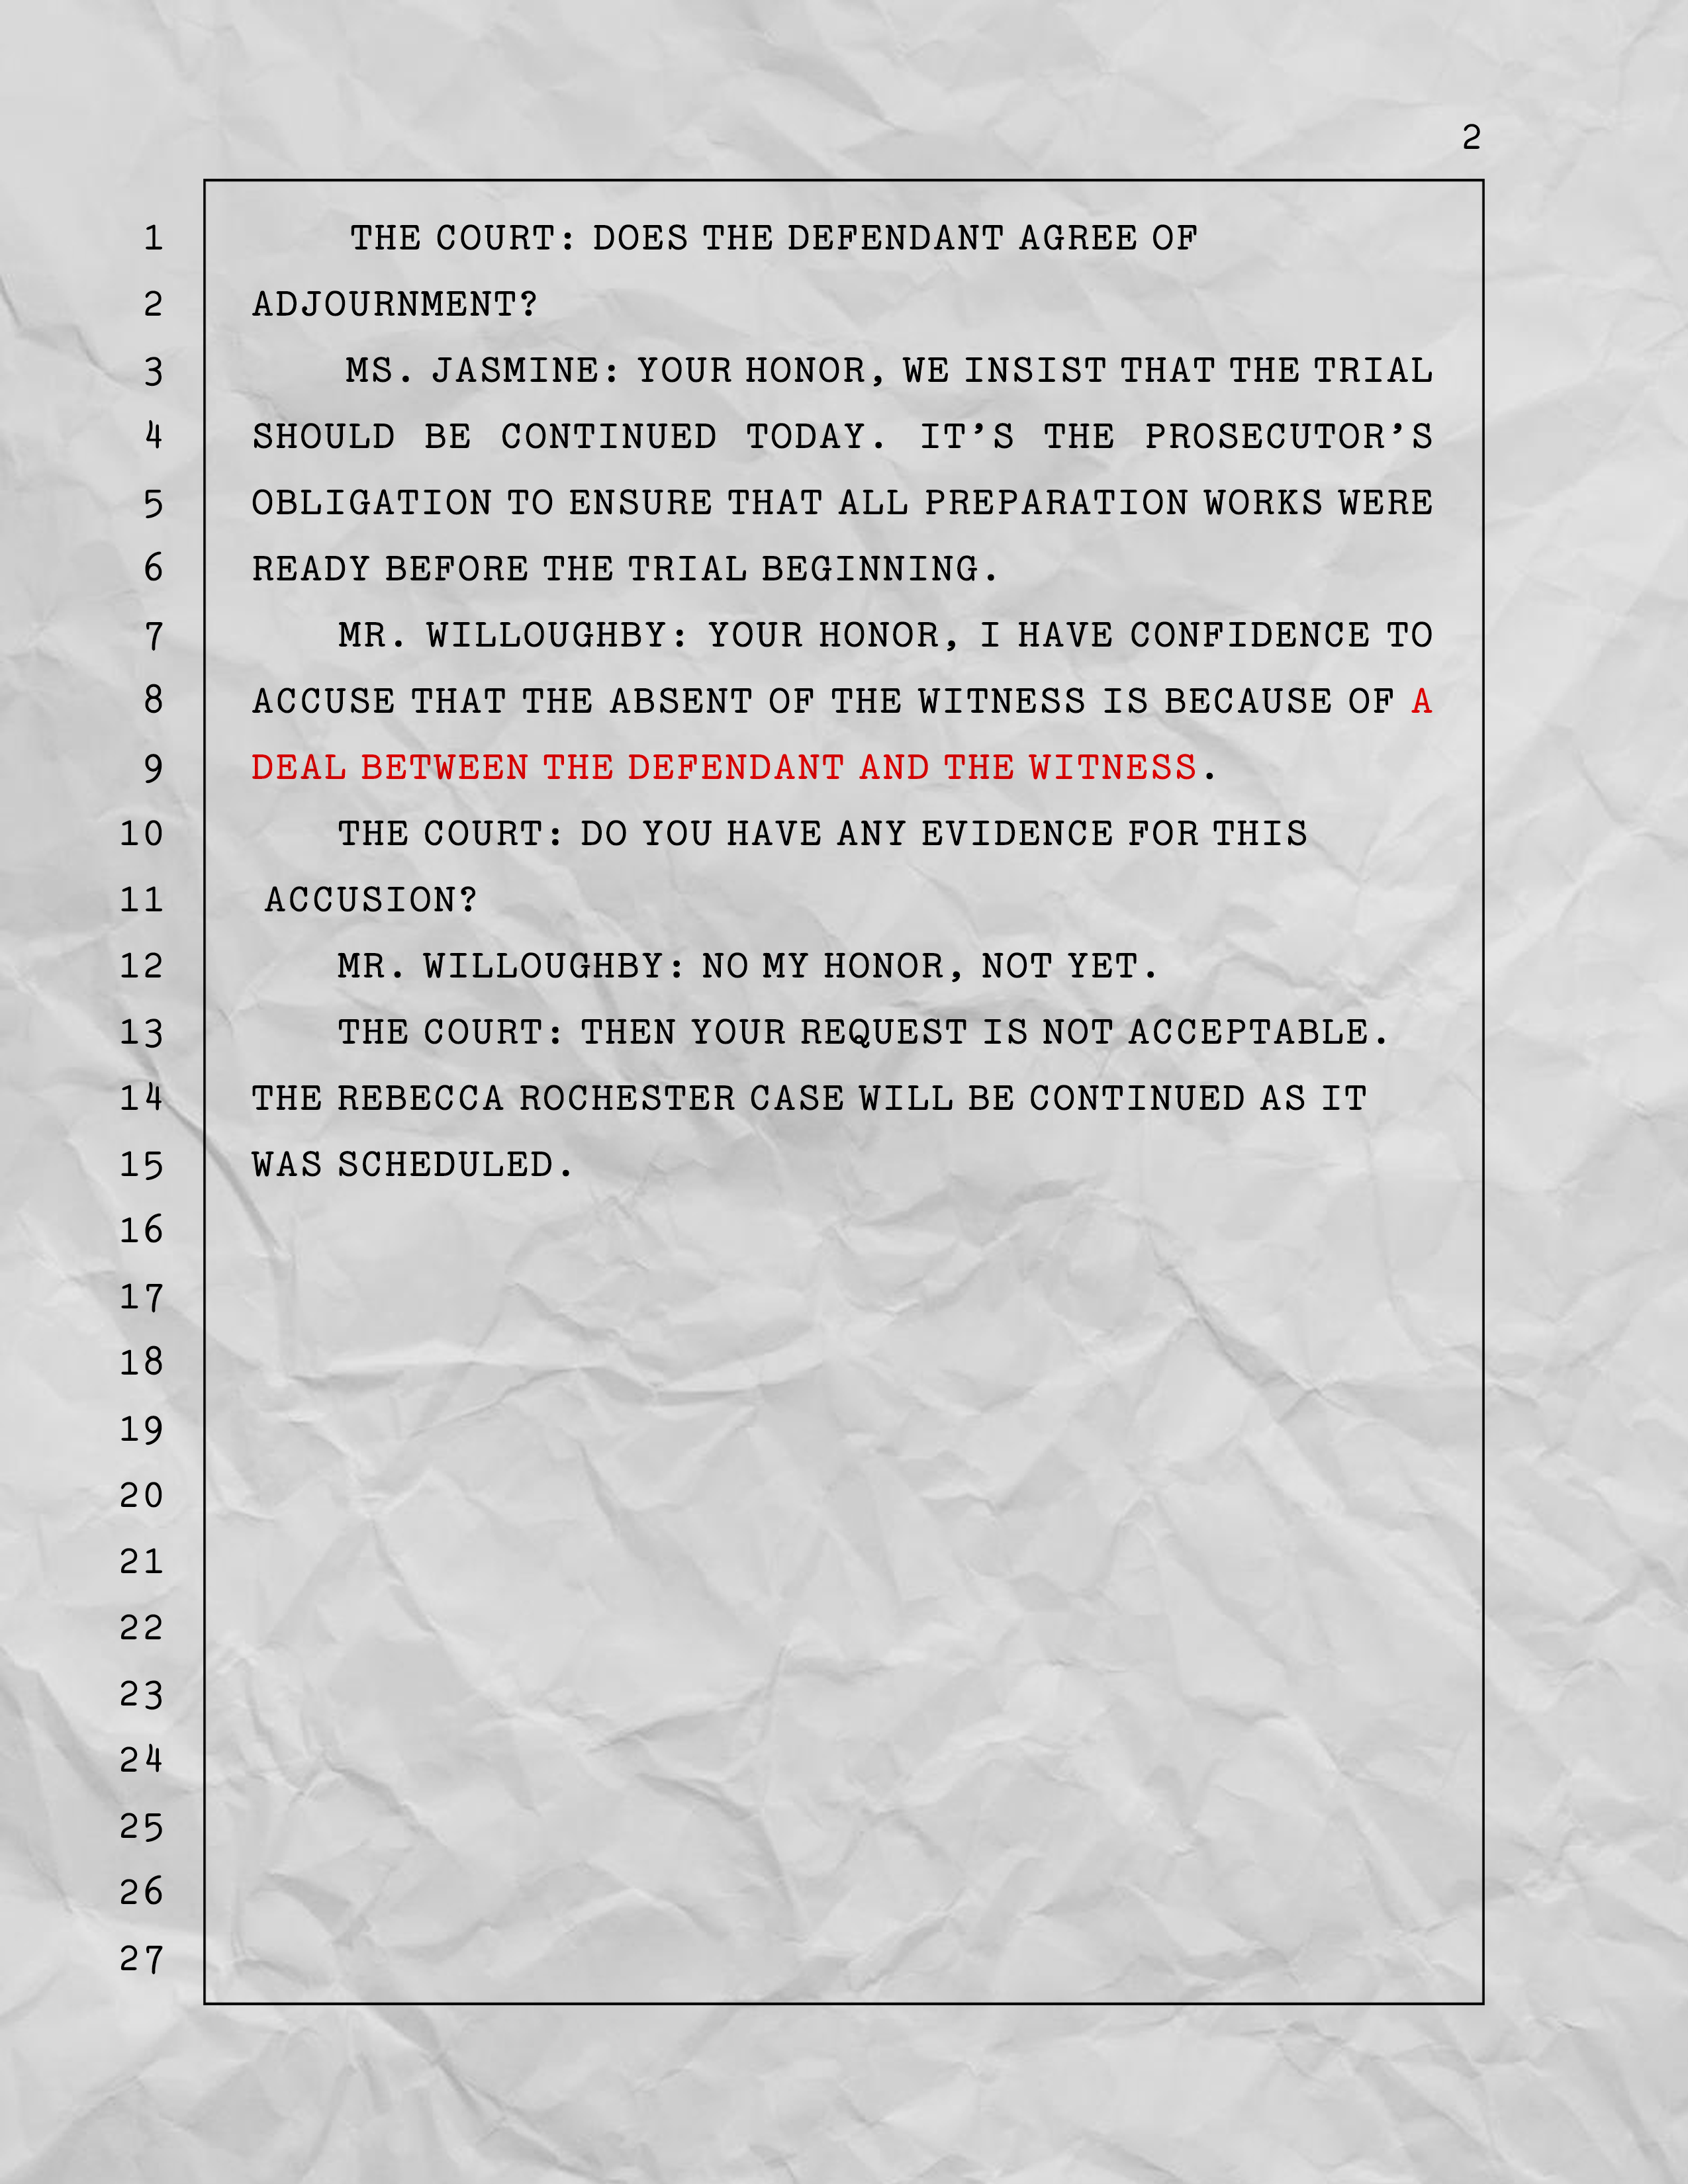 2
1 THE COURT: DOES THE DEFENDANT AGREE OF
2 ADJOURNMENT?
3 MS. JASMINE: YOUR HONOR, WE INSIST THAT THE TRIAL
4 SHOULD BE CONTINUED TODAY. IT’S THE PROSECUTOR’S
5 OBLIGATION TO ENSURE THAT ALL PREPARATION WORKS WERE
6 READY BEFORE THE TRIAL BEGINNING.
7 MR. WILLOUGHBY: YOUR HONOR, I HAVE CONFIDENCE TO
8 ACCUSE THAT THE ABSENT OF THE WITNESS IS BECAUSE OF A
9 DEAL BETWEEN THE DEFENDANT AND THE WITNESS.
10 THE COURT: DO YOU HAVE ANY EVIDENCE FOR THIS
11 ACCUSION?
12 MR. WILLOUGHBY: NO MY HONOR, NOT YET.
13 THE COURT: THEN YOUR REQUEST IS NOT ACCEPTABLE.
14 THE REBECCA ROCHESTER CASE WILL BE CONTINUED AS IT
15 WAS SCHEDULED.
16
17
18
19
20
21
22
23
24
25
26
27